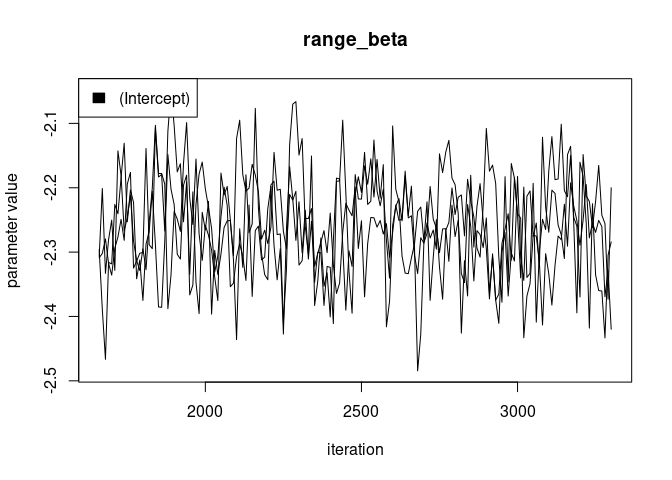 range_beta
(Intercept)
parameter value
-2.1
-2.2
-2.3
-2.4
-2.5
2000
2500
3000
iteration